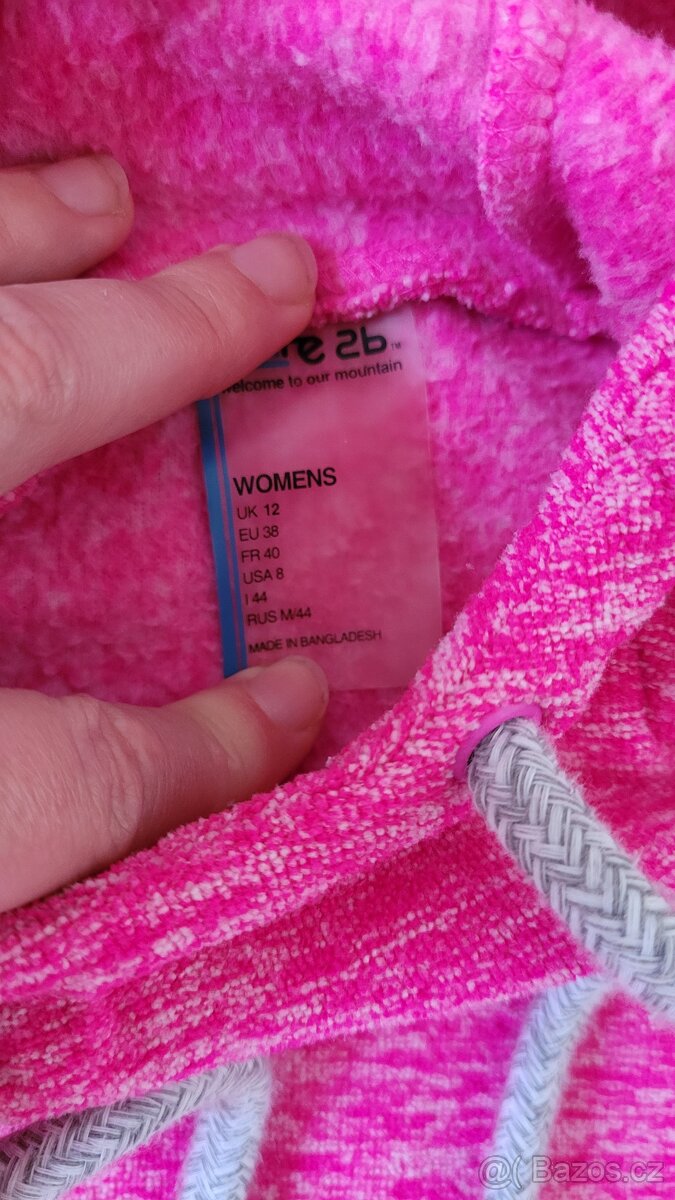 welcome to our mountain
WOMENS
UK 12
EU 38
FR 40
USA 8
I 44
RUS M/44
MADE IN BANGLADESH
@( Bazos.cz